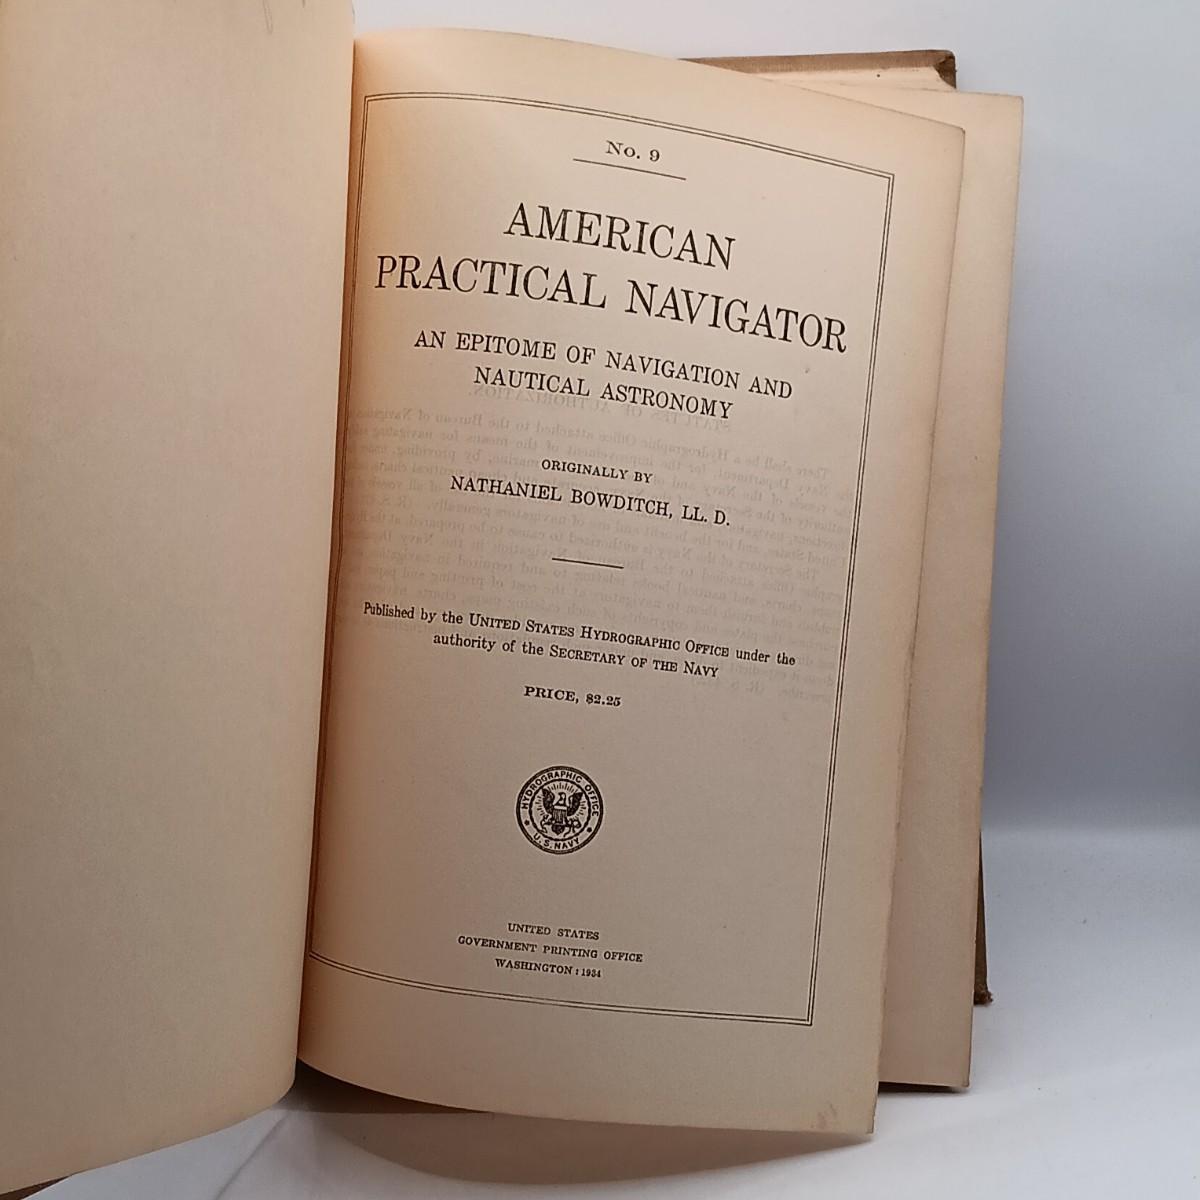 No. 9
AMERICAN
PRACTICAL NAVIGATOR
AN EPITOME OF NAVIGATION AND
NAUTICAL ASTRONOMY
ORIGINALLY BY
NATHANIEL BOWDITCH, LL. D.
Published by the UNITED STATES HYDROGRAPHIC OFFICE under the
authority of the SECRETARY OF THE NAVY
PRICE, $2.25
HYDROGRAPHIC OFFICE
U.S. NAVY
UNITED STATES
GOVERNMENT PRINTING OFFICE
WASHINGTON : 1934